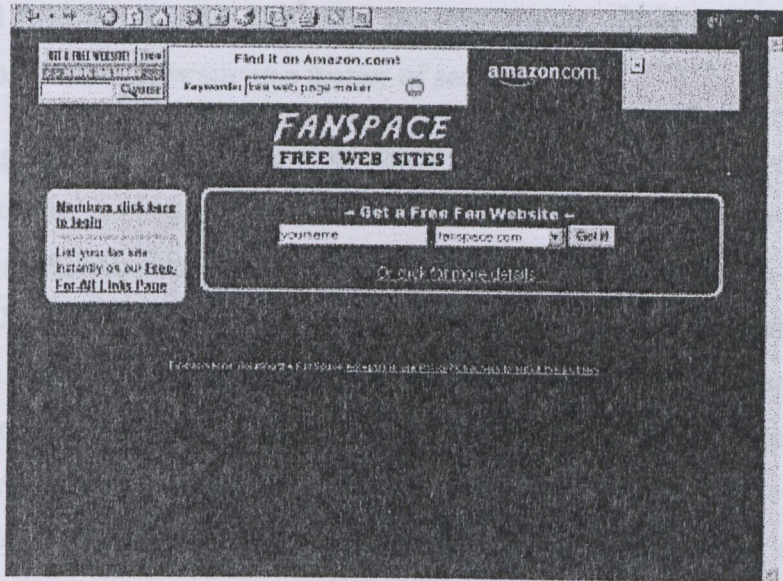 GET A FREE WEBSITE!
Find it on Amazon.com!
Keywords: free web page maker
amazon.com.
FANSPACE
FREE WEB SITES
Members click here
to login
List your fan site
instantly on our Free-
For-All Links Page
– Get a Free Fan Website –
yourname
fanspace.com
Get it!
Or click for more details